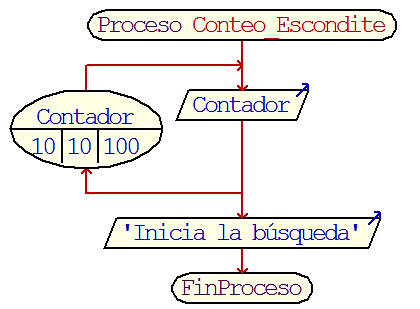 Proceso Conteo_Escondite
Contador
Contador
10 10 100
'Inicia la búsqueda'
FinProceso